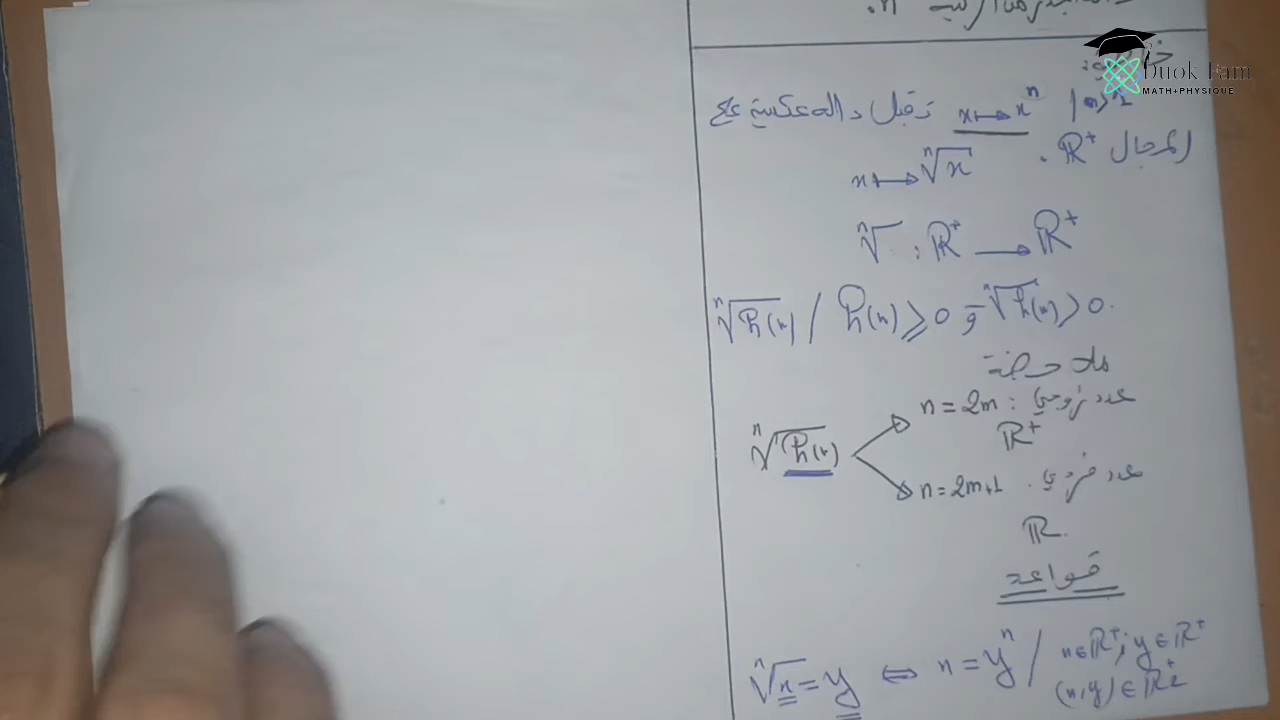 Duok Fam
MATH+PHYSIQUE
x ↦ xⁿ تقبل دالة عكسية على
المجال ℝ⁺.
x ↦ ⁿ√x
ⁿ√ : ℝ⁺ → ℝ⁺
ⁿ√h(x) / h(x) ≥ 0 و ⁿ√h(x) > 0.
ملاحظة
ⁿ√h(x)
n = 2m : عدد زوجي
ℝ⁺
n = 2m+1 . عدد فردي
ℝ.
قواعد
ⁿ√x = y ⇔ x = yⁿ / x∈ℝ⁺; y∈ℝ⁺